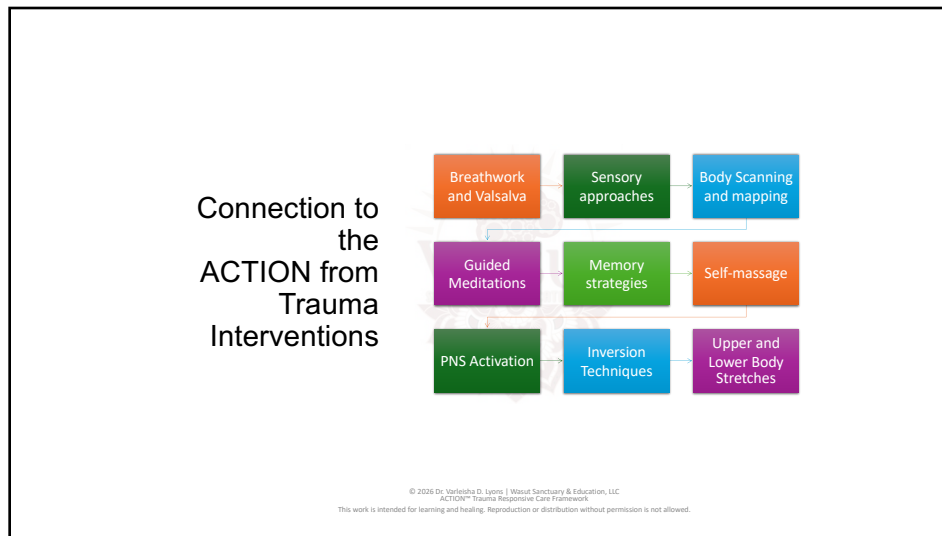 Connection to
the
ACTION from
Trauma
Interventions
Breathwork
and Valsalva
Sensory
approaches
Body Scanning
and mapping
Guided
Meditations
Memory
strategies
Self-massage
PNS Activation
Inversion
Techniques
Upper and
Lower Body
Stretches
© 2026 Dr. Varleisha D. Lyons | Wasut Sanctuary & Education, LLC
ACTION™ Trauma Responsive Care Framework
This work is intended for learning and healing. Reproduction or distribution without permission is not allowed.